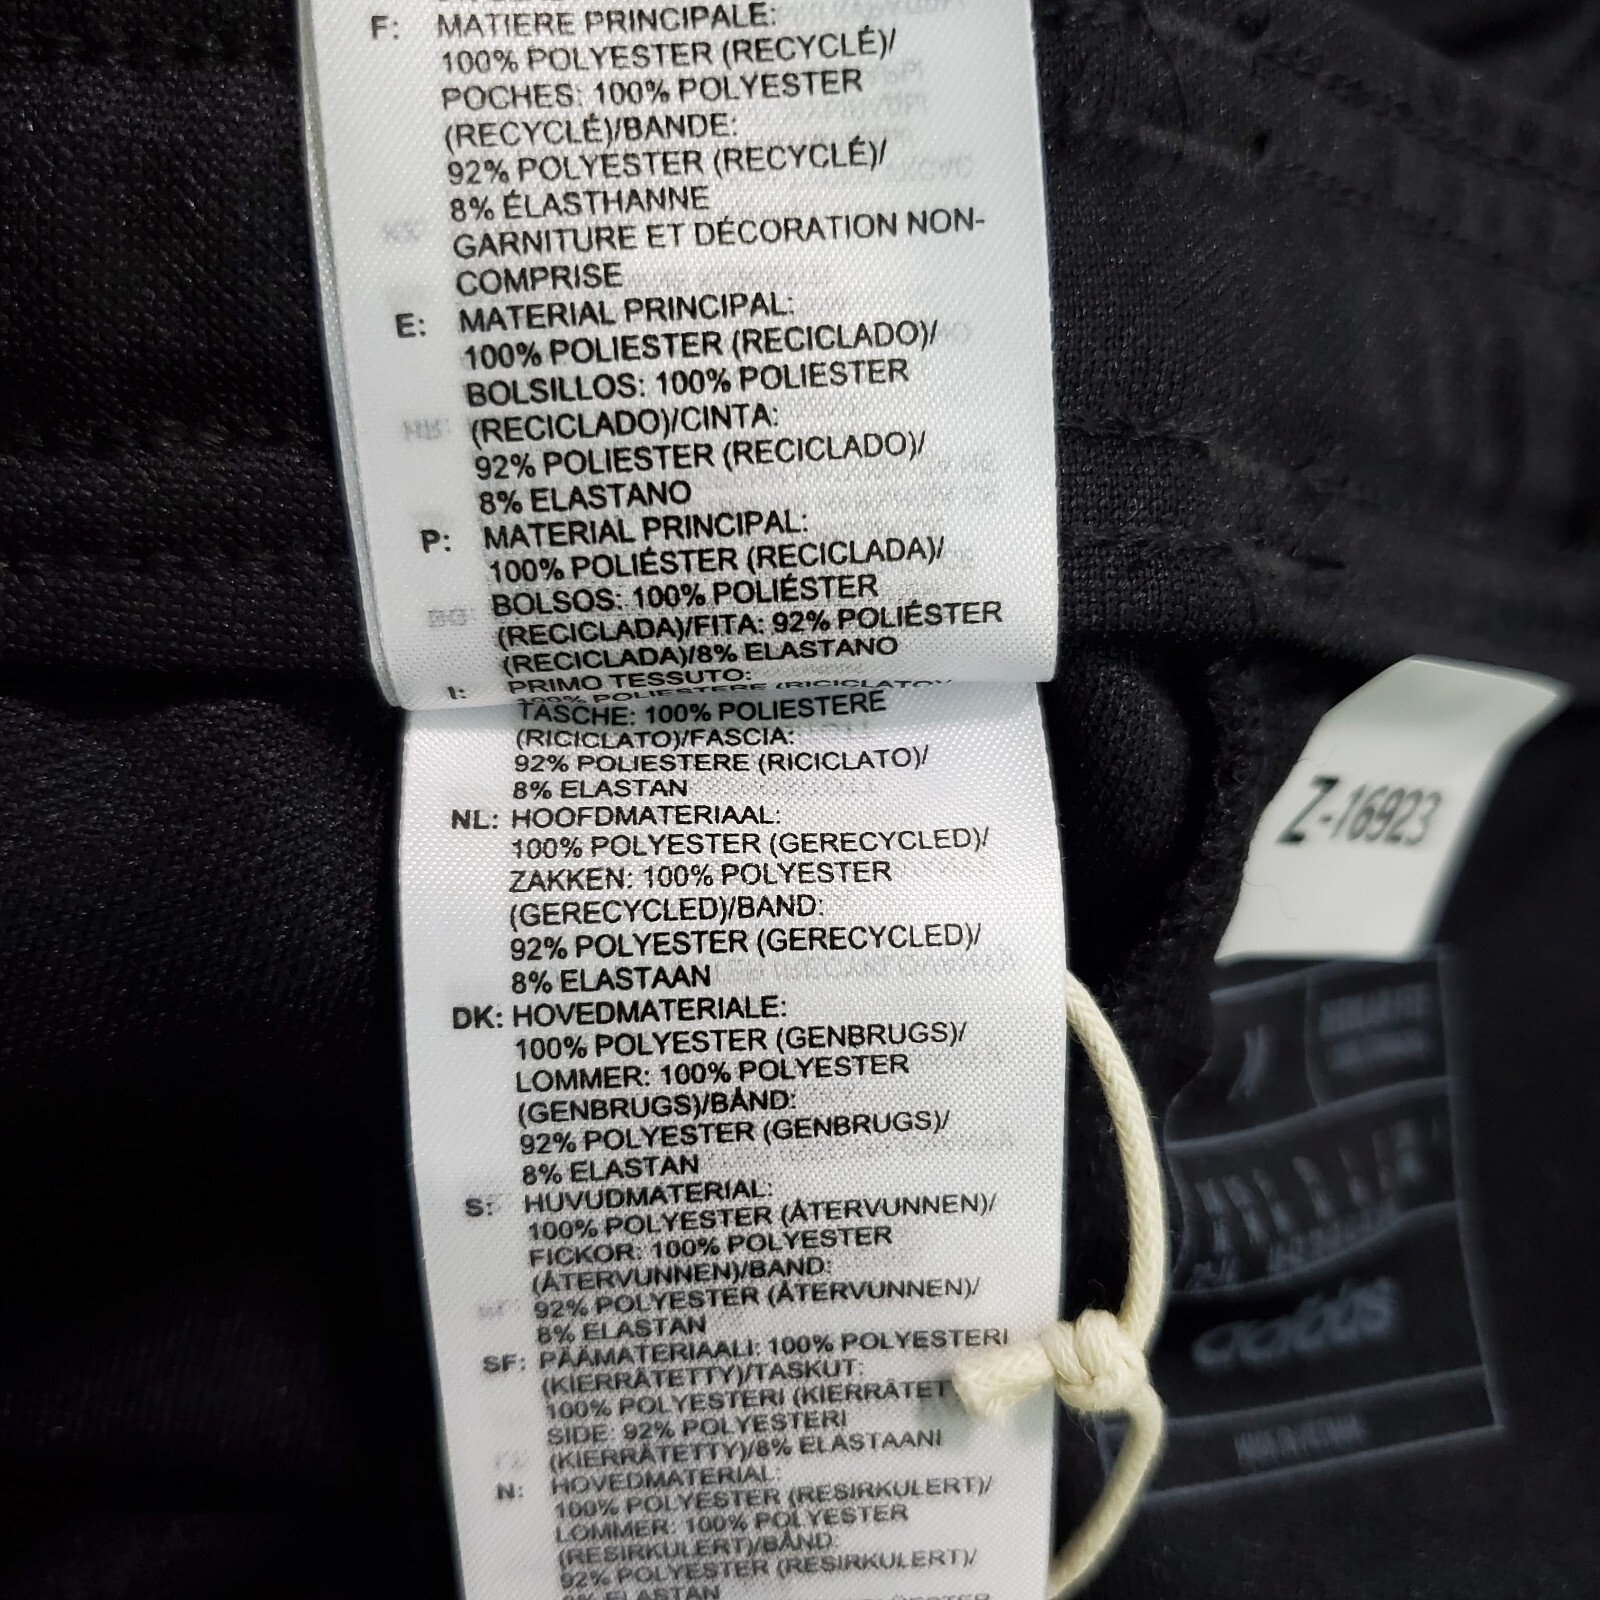 F: MATIERE PRINCIPALE:
100% POLYESTER (RECYCLÉ)/
POCHES: 100% POLYESTER
(RECYCLÉ)/BANDE:
92% POLYESTER (RECYCLÉ)/
8% ÉLASTHANNE
GARNITURE ET DÉCORATION NON-
COMPRISE
E: MATERIAL PRINCIPAL:
100% POLIESTER (RECICLADO)/
BOLSILLOS: 100% POLIESTER
(RECICLADO)/CINTA:
92% POLIESTER (RECICLADO)/
8% ELASTANO
P: MATERIAL PRINCIPAL:
100% POLIÉSTER (RECICLADA)/
BOLSOS: 100% POLIÉSTER
(RECICLADA)/FITA: 92% POLIÉSTER
(RECICLADA)/8% ELASTANO
I: PRIMO TESSUTO:
100% POLIESTERE (RICICLATO)/
TASCHE: 100% POLIESTERE
(RICICLATO)/FASCIA:
92% POLIESTERE (RICICLATO)/
8% ELASTAN
NL: HOOFDMATERIAAL:
100% POLYESTER (GERECYCLED)/
ZAKKEN: 100% POLYESTER
(GERECYCLED)/BAND:
92% POLYESTER (GERECYCLED)/
8% ELASTAAN
DK: HOVEDMATERIALE:
100% POLYESTER (GENBRUGS)/
LOMMER: 100% POLYESTER
(GENBRUGS)/BÅND:
92% POLYESTER (GENBRUGS)/
8% ELASTAN
S: HUVUDMATERIAL:
100% POLYESTER (ÅTERVUNNEN)/
FICKOR: 100% POLYESTER
(ÅTERVUNNEN)/BAND:
92% POLYESTER (ÅTERVUNNEN)/
8% ELASTAN
SF: PÄÄMATERIAALI: 100% POLYESTERI
(KIERRÄTETTY)/TASKUT:
100% POLYESTERI (KIERRÄTET
SIDE: 92% POLYESTERI
(KIERRÄTETTY)/8% ELASTAANI
N: HOVEDMATERIAL:
100% POLYESTER (RESIRKULERT)/
LOMMER: 100% POLYESTER
(RESIRKULERT)/BÅND:
92% POLYESTER (RESIRKULERT)/
8% ELASTAN
Z-16923
adidas